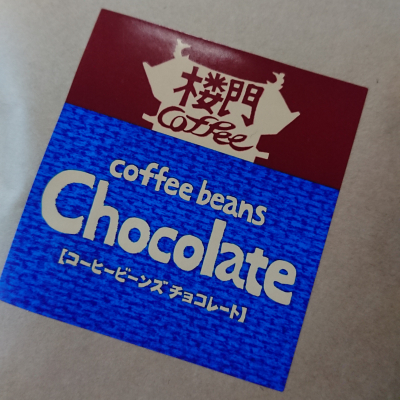 楼門
Coffee
coffee beans
Chocolate
【コーヒービーンズ チョコレート】